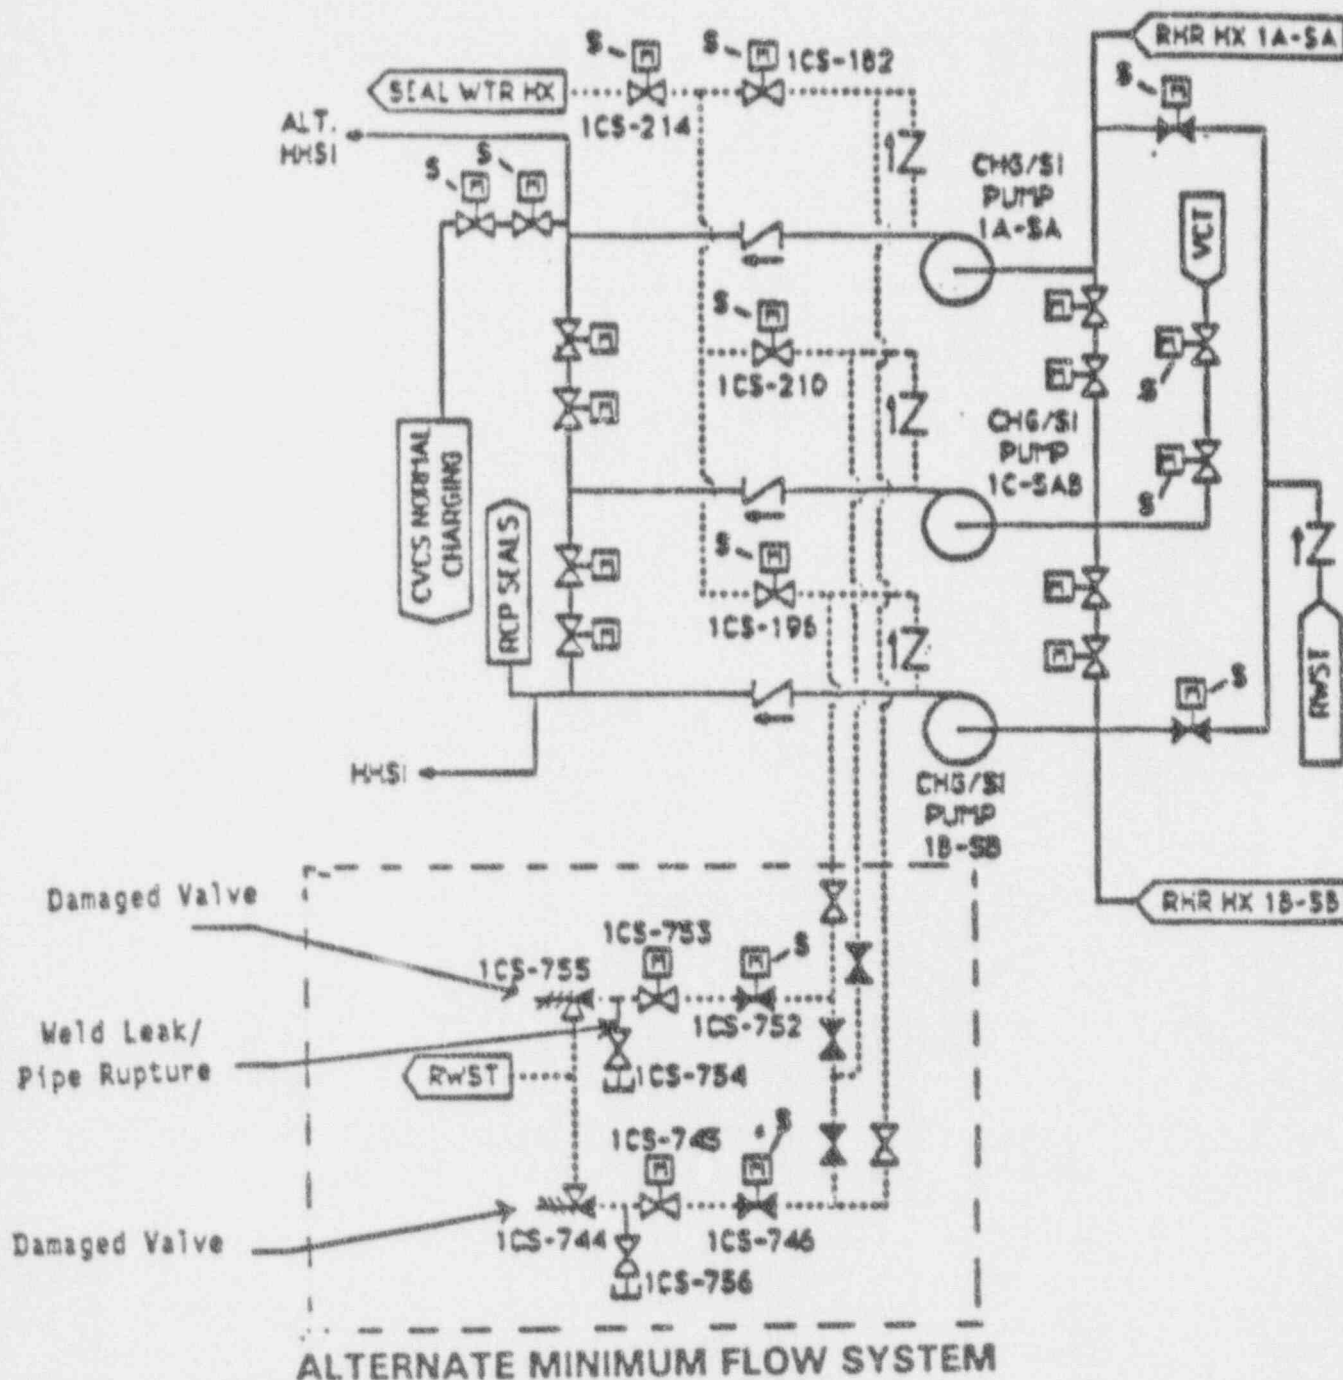 RHR HX 1A-SA
S
S
1CS-182
S
SEAL WTR HX
1CS-214
ALT.
HHSI
S
S
CHG/SI
PUMP
1A-SA
VCT
S
1CS-210
S
CHG/SI
PUMP
1C-SAB
S
CVCS NORMAL
CHARGING
RCP SEALS
S
1CS-196
RWST
S
HHSI
CHG/SI
PUMP
1B-SB
RHR HX 1B-SB
Damaged Valve
1CS-753
S
1CS-755
1CS-752
Weld Leak/
Pipe Rupture
RWST
1CS-754
1CS-745
S
Damaged Valve
1CS-744
1CS-746
1CS-756
ALTERNATE MINIMUM FLOW SYSTEM